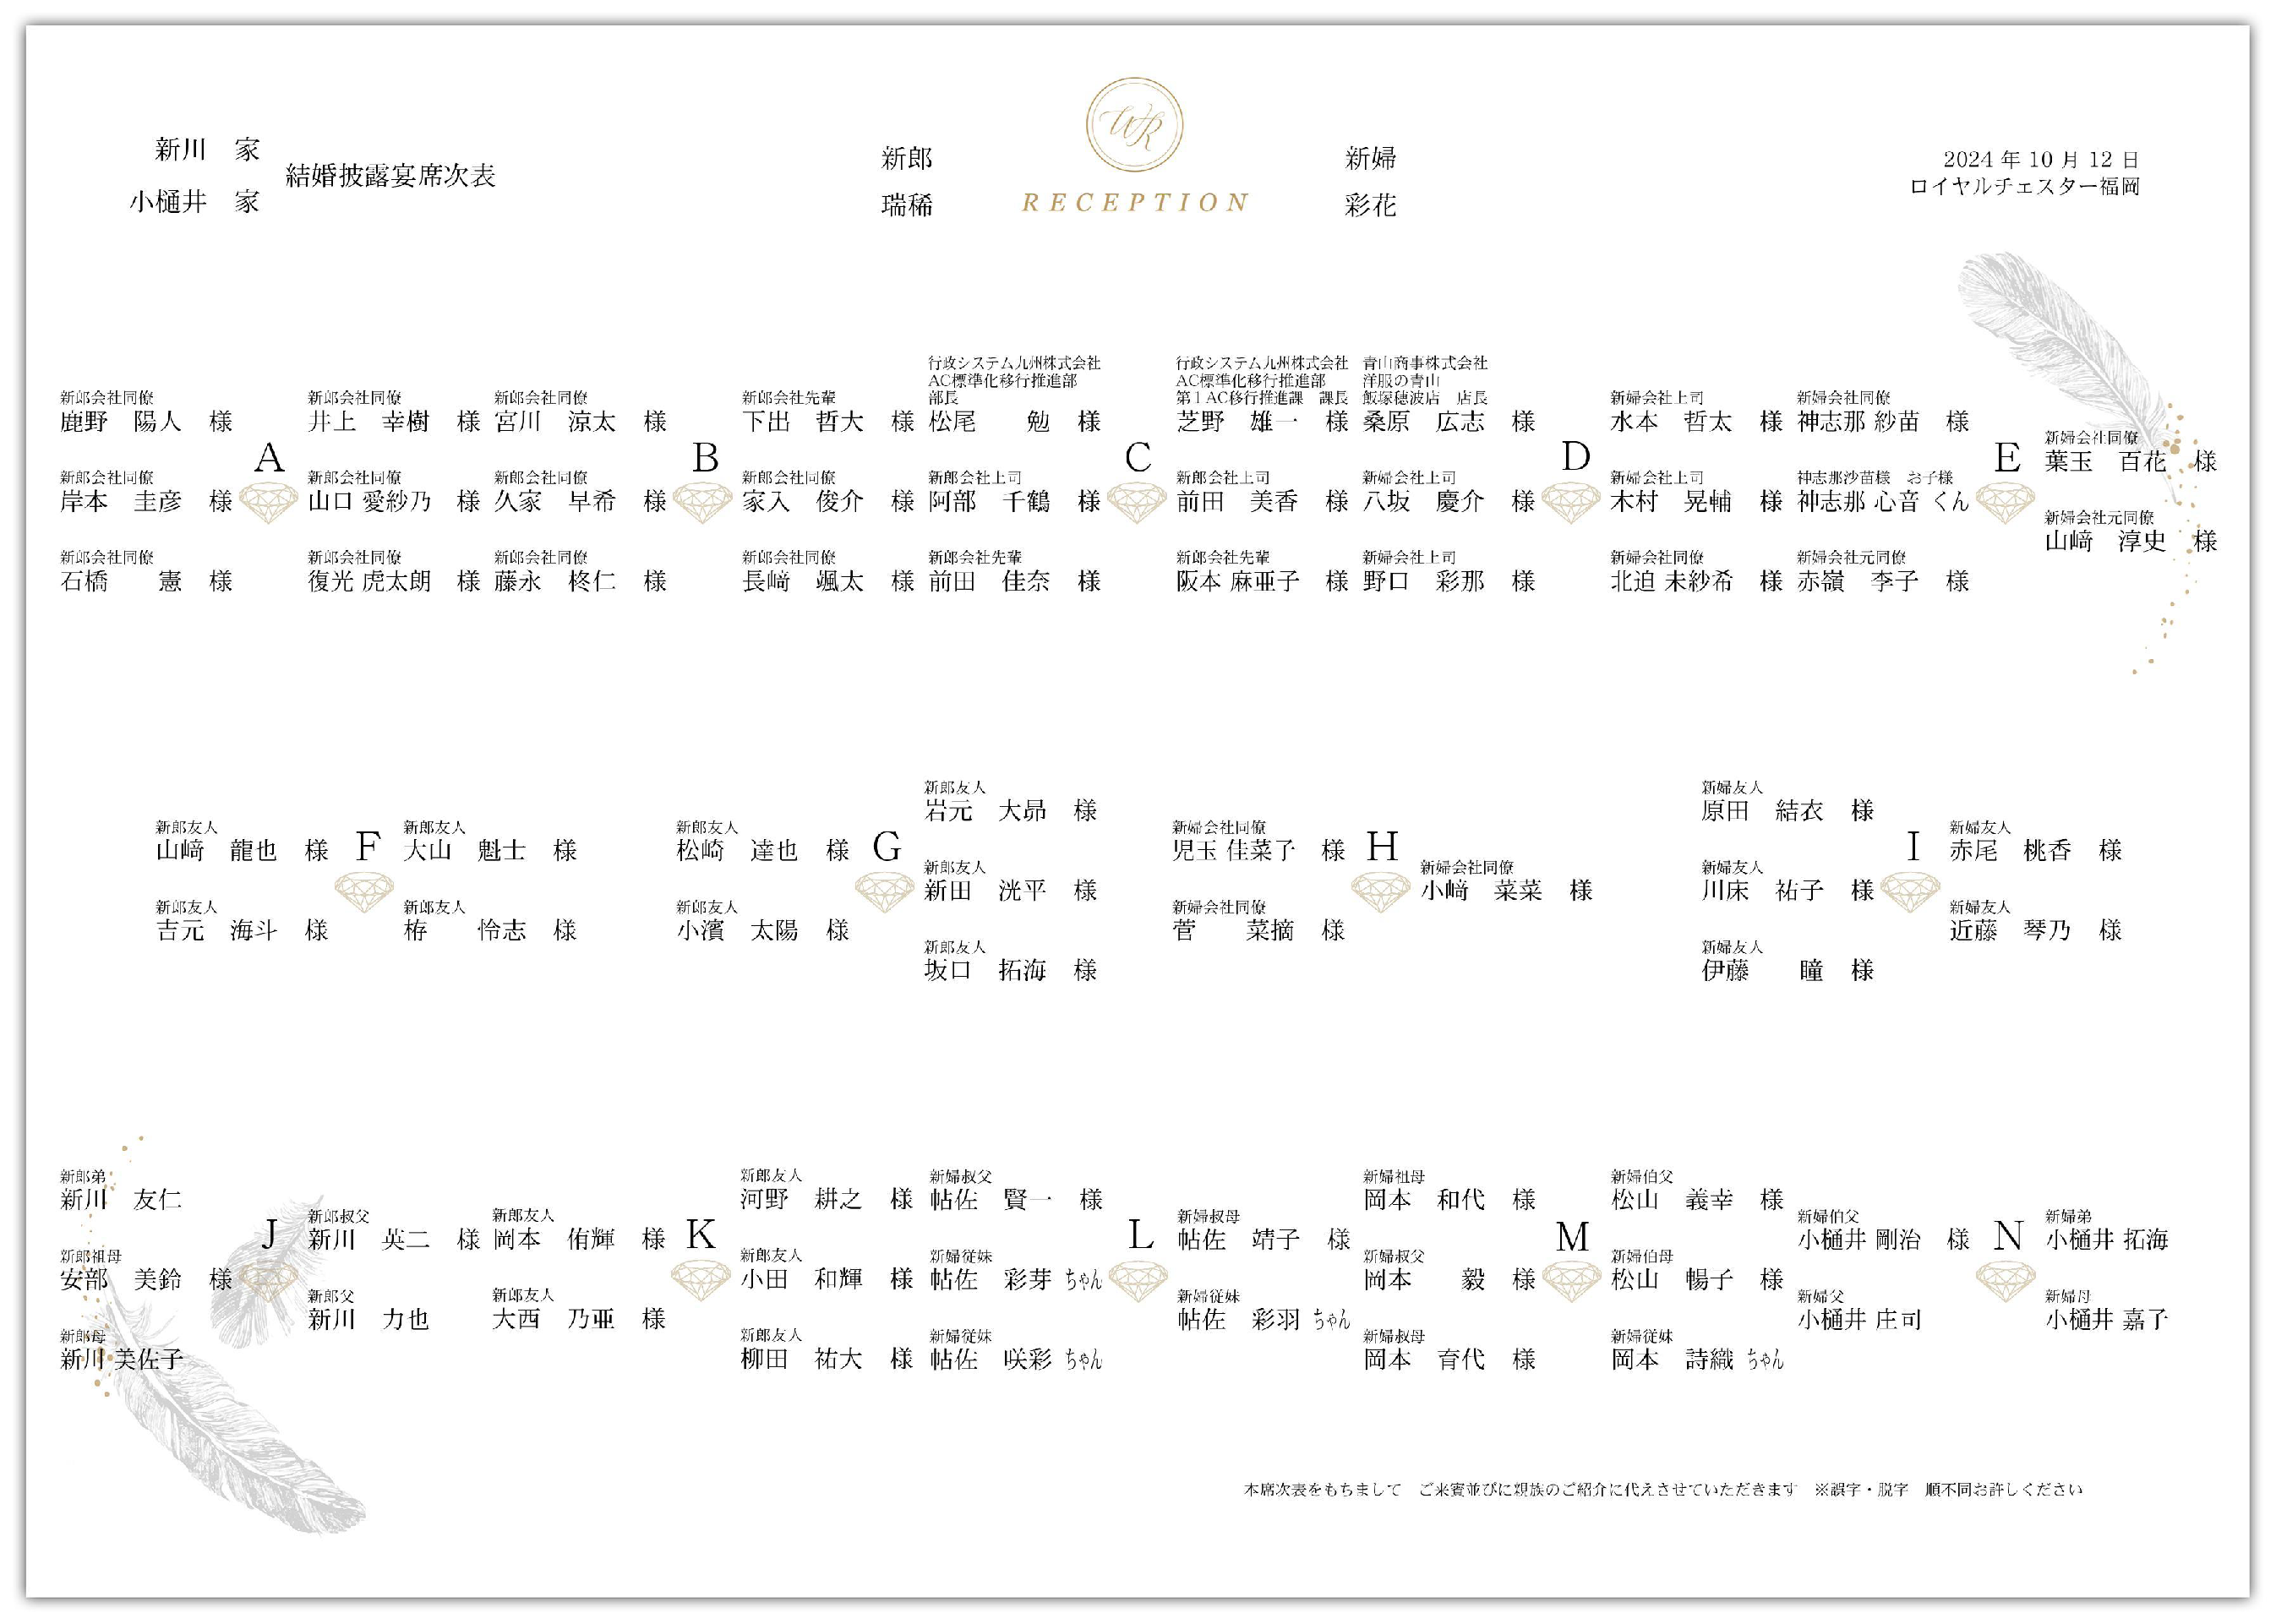 新川 家
小樋井 家
結婚披露宴席次表
新郎
瑞稀
WR
RECEPTION
新婦
彩花
2024 年 10 月 12 日
ロイヤルチェスター福岡
A
新郎会社同僚
鹿野 陽人 様
新郎会社同僚
岸本 圭彦 様
新郎会社同僚
石橋 憲 様
新郎会社同僚
井上 幸樹 様
新郎会社同僚
山口 愛紗乃 様
新郎会社同僚
復光 虎太朗 様
B
新郎会社同僚
宮川 涼太 様
新郎会社同僚
久家 早希 様
新郎会社同僚
藤永 柊仁 様
新郎会社先輩
下出 哲大 様
新郎会社同僚
家入 俊介 様
新郎会社同僚
長﨑 颯太 様
C
行政システム九州株式会社
AC標準化移行推進部
部長
松尾 勉 様
新郎会社上司
阿部 千鶴 様
新郎会社先輩
前田 佳奈 様
行政システム九州株式会社
AC標準化移行推進部
第1AC移行推進課 課長
芝野 雄一 様
新郎会社上司
前田 美香 様
新郎会社先輩
阪本 麻亜子 様
D
青山商事株式会社
洋服の青山
飯塚穂波店 店長
桑原 広志 様
新婦会社上司
八坂 慶介 様
新婦会社上司
野口 彩那 様
新婦会社上司
水本 哲太 様
新婦会社上司
木村 晃輔 様
新婦会社同僚
北迫 未紗希 様
E
新婦会社同僚
神志那 紗苗 様
神志那沙苗様 お子様
神志那 心音 くん
新婦会社元同僚
赤嶺 李子 様
新婦会社同僚
葉玉 百花 様
新婦会社元同僚
山﨑 淳史 様
F
新郎友人
山﨑 龍也 様
新郎友人
吉元 海斗 様
新郎友人
大山 魁士 様
新郎友人
栫 怜志 様
G
新郎友人
松崎 達也 様
新郎友人
小濱 太陽 様
新郎友人
岩元 大昴 様
新郎友人
新田 洸平 様
新郎友人
坂口 拓海 様
H
新婦会社同僚
児玉 佳菜子 様
新婦会社同僚
菅 菜摘 様
新婦会社同僚
小﨑 菜菜 様
I
新婦友人
原田 結衣 様
新婦友人
川床 祐子 様
新婦友人
伊藤 瞳 様
新婦友人
赤尾 桃香 様
新婦友人
近藤 琴乃 様
J
新郎弟
新川 友仁
新郎祖母
安部 美鈴 様
新郎母
新川 美佐子
新郎叔父
新川 英二 様
新郎父
新川 力也
K
新郎友人
岡本 侑輝 様
新郎友人
大西 乃亜 様
新郎友人
河野 耕之 様
新郎友人
小田 和輝 様
新郎友人
柳田 祐大 様
L
新婦叔父
帖佐 賢一 様
新婦従妹
帖佐 彩芽 ちゃん
新婦従妹
帖佐 咲彩 ちゃん
新婦叔母
帖佐 靖子 様
新婦従妹
帖佐 彩羽 ちゃん
M
新婦祖母
岡本 和代 様
新婦叔父
岡本 毅 様
新婦叔母
岡本 育代 様
新婦伯父
松山 義幸 様
新婦伯母
松山 暢子 様
新婦従妹
岡本 詩織 ちゃん
N
新婦伯父
小樋井 剛治 様
新婦父
小樋井 庄司
新婦弟
小樋井 拓海
新婦母
小樋井 嘉子
本席次表をもちまして ご来賓並びに親族のご紹介に代えさせていただきます ※誤字・脱字 順不同お許しください